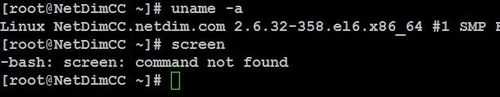 [root@NetDimCC ~]# uname -a
Linux NetDimCC.netdim.com 2.6.32-358.el6.x86_64 #1 SMP
[root@NetDimCC ~]# screen
-bash: screen: command not found
[root@NetDimCC ~]#